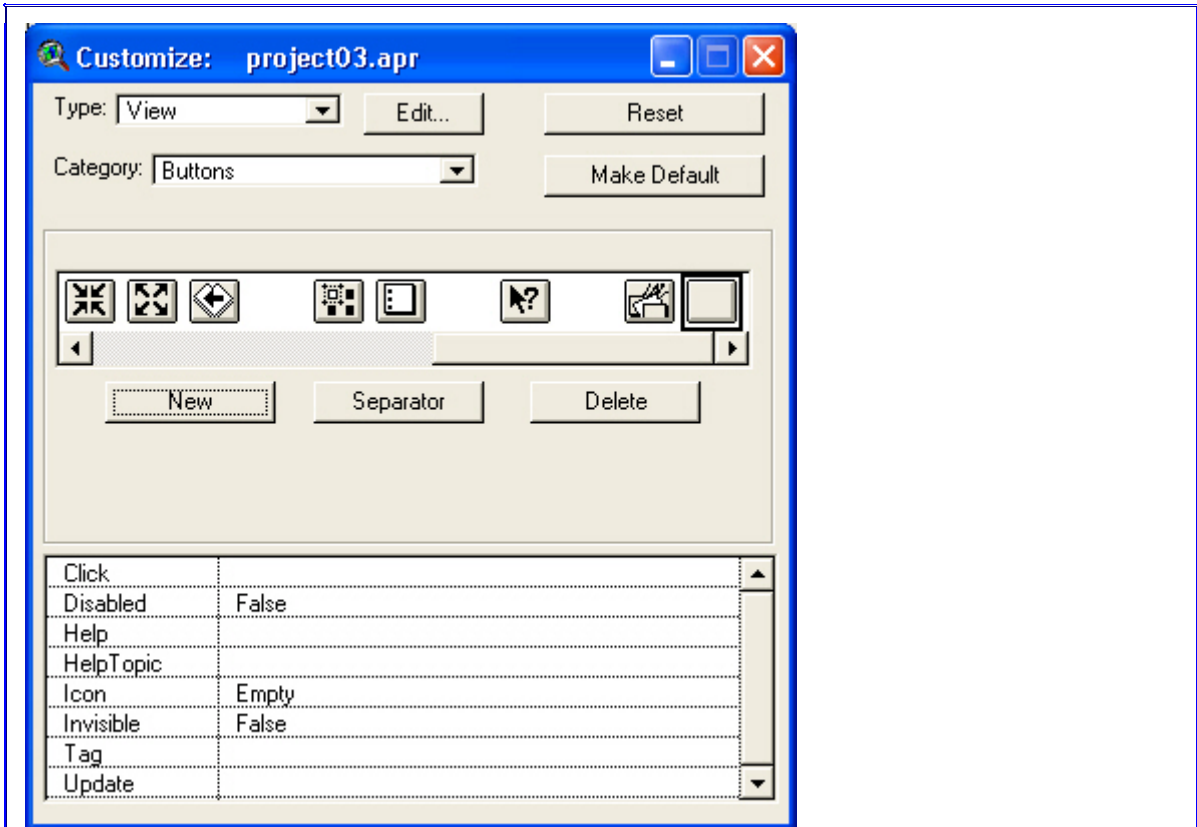 Customize: project03.apr
Type: View Edit... Reset
Category: Buttons Make Default
?
New Separator Delete
Click
Disabled False
Help
HelpTopic
Icon Empty
Invisible False
Tag
Update